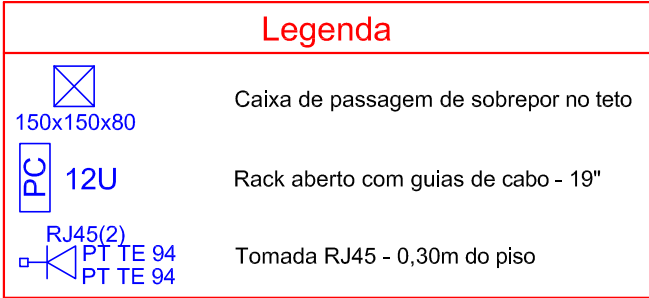 Legenda
150x150x80
Caixa de passagem de sobrepor no teto
PC
12U
Rack aberto com guias de cabo - 19"
RJ45(2)
PT TE 94
PT TE 94
Tomada RJ45 - 0,30m do piso